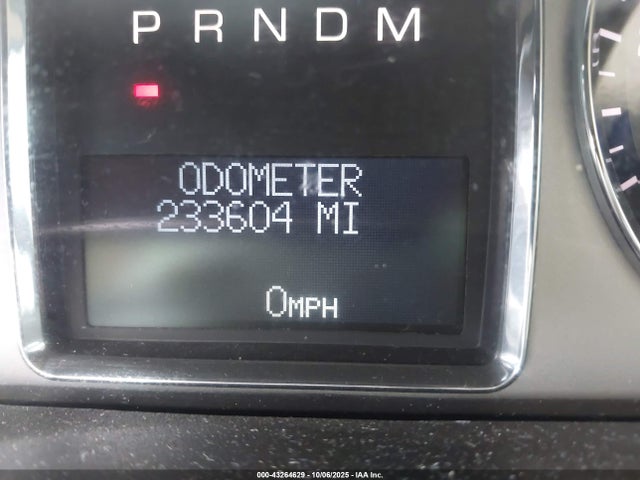 P R N D M
ODOMETER
233604 MI
0MPH
000-43264629 - 10/06/2025 - IAA Inc.